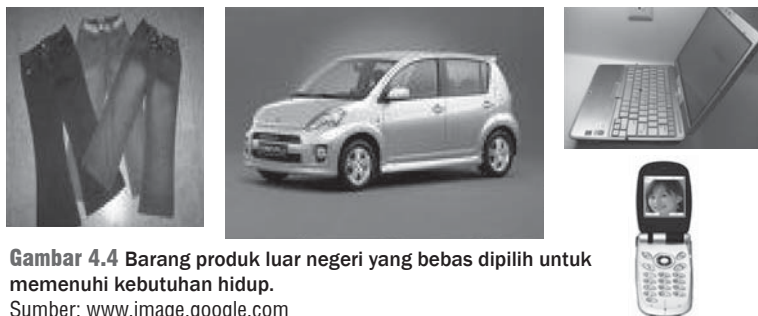 Gambar 4.4 Barang produk luar negeri yang bebas dipilih untuk
memenuhi kebutuhan hidup.
Sumber: www.image.google.com